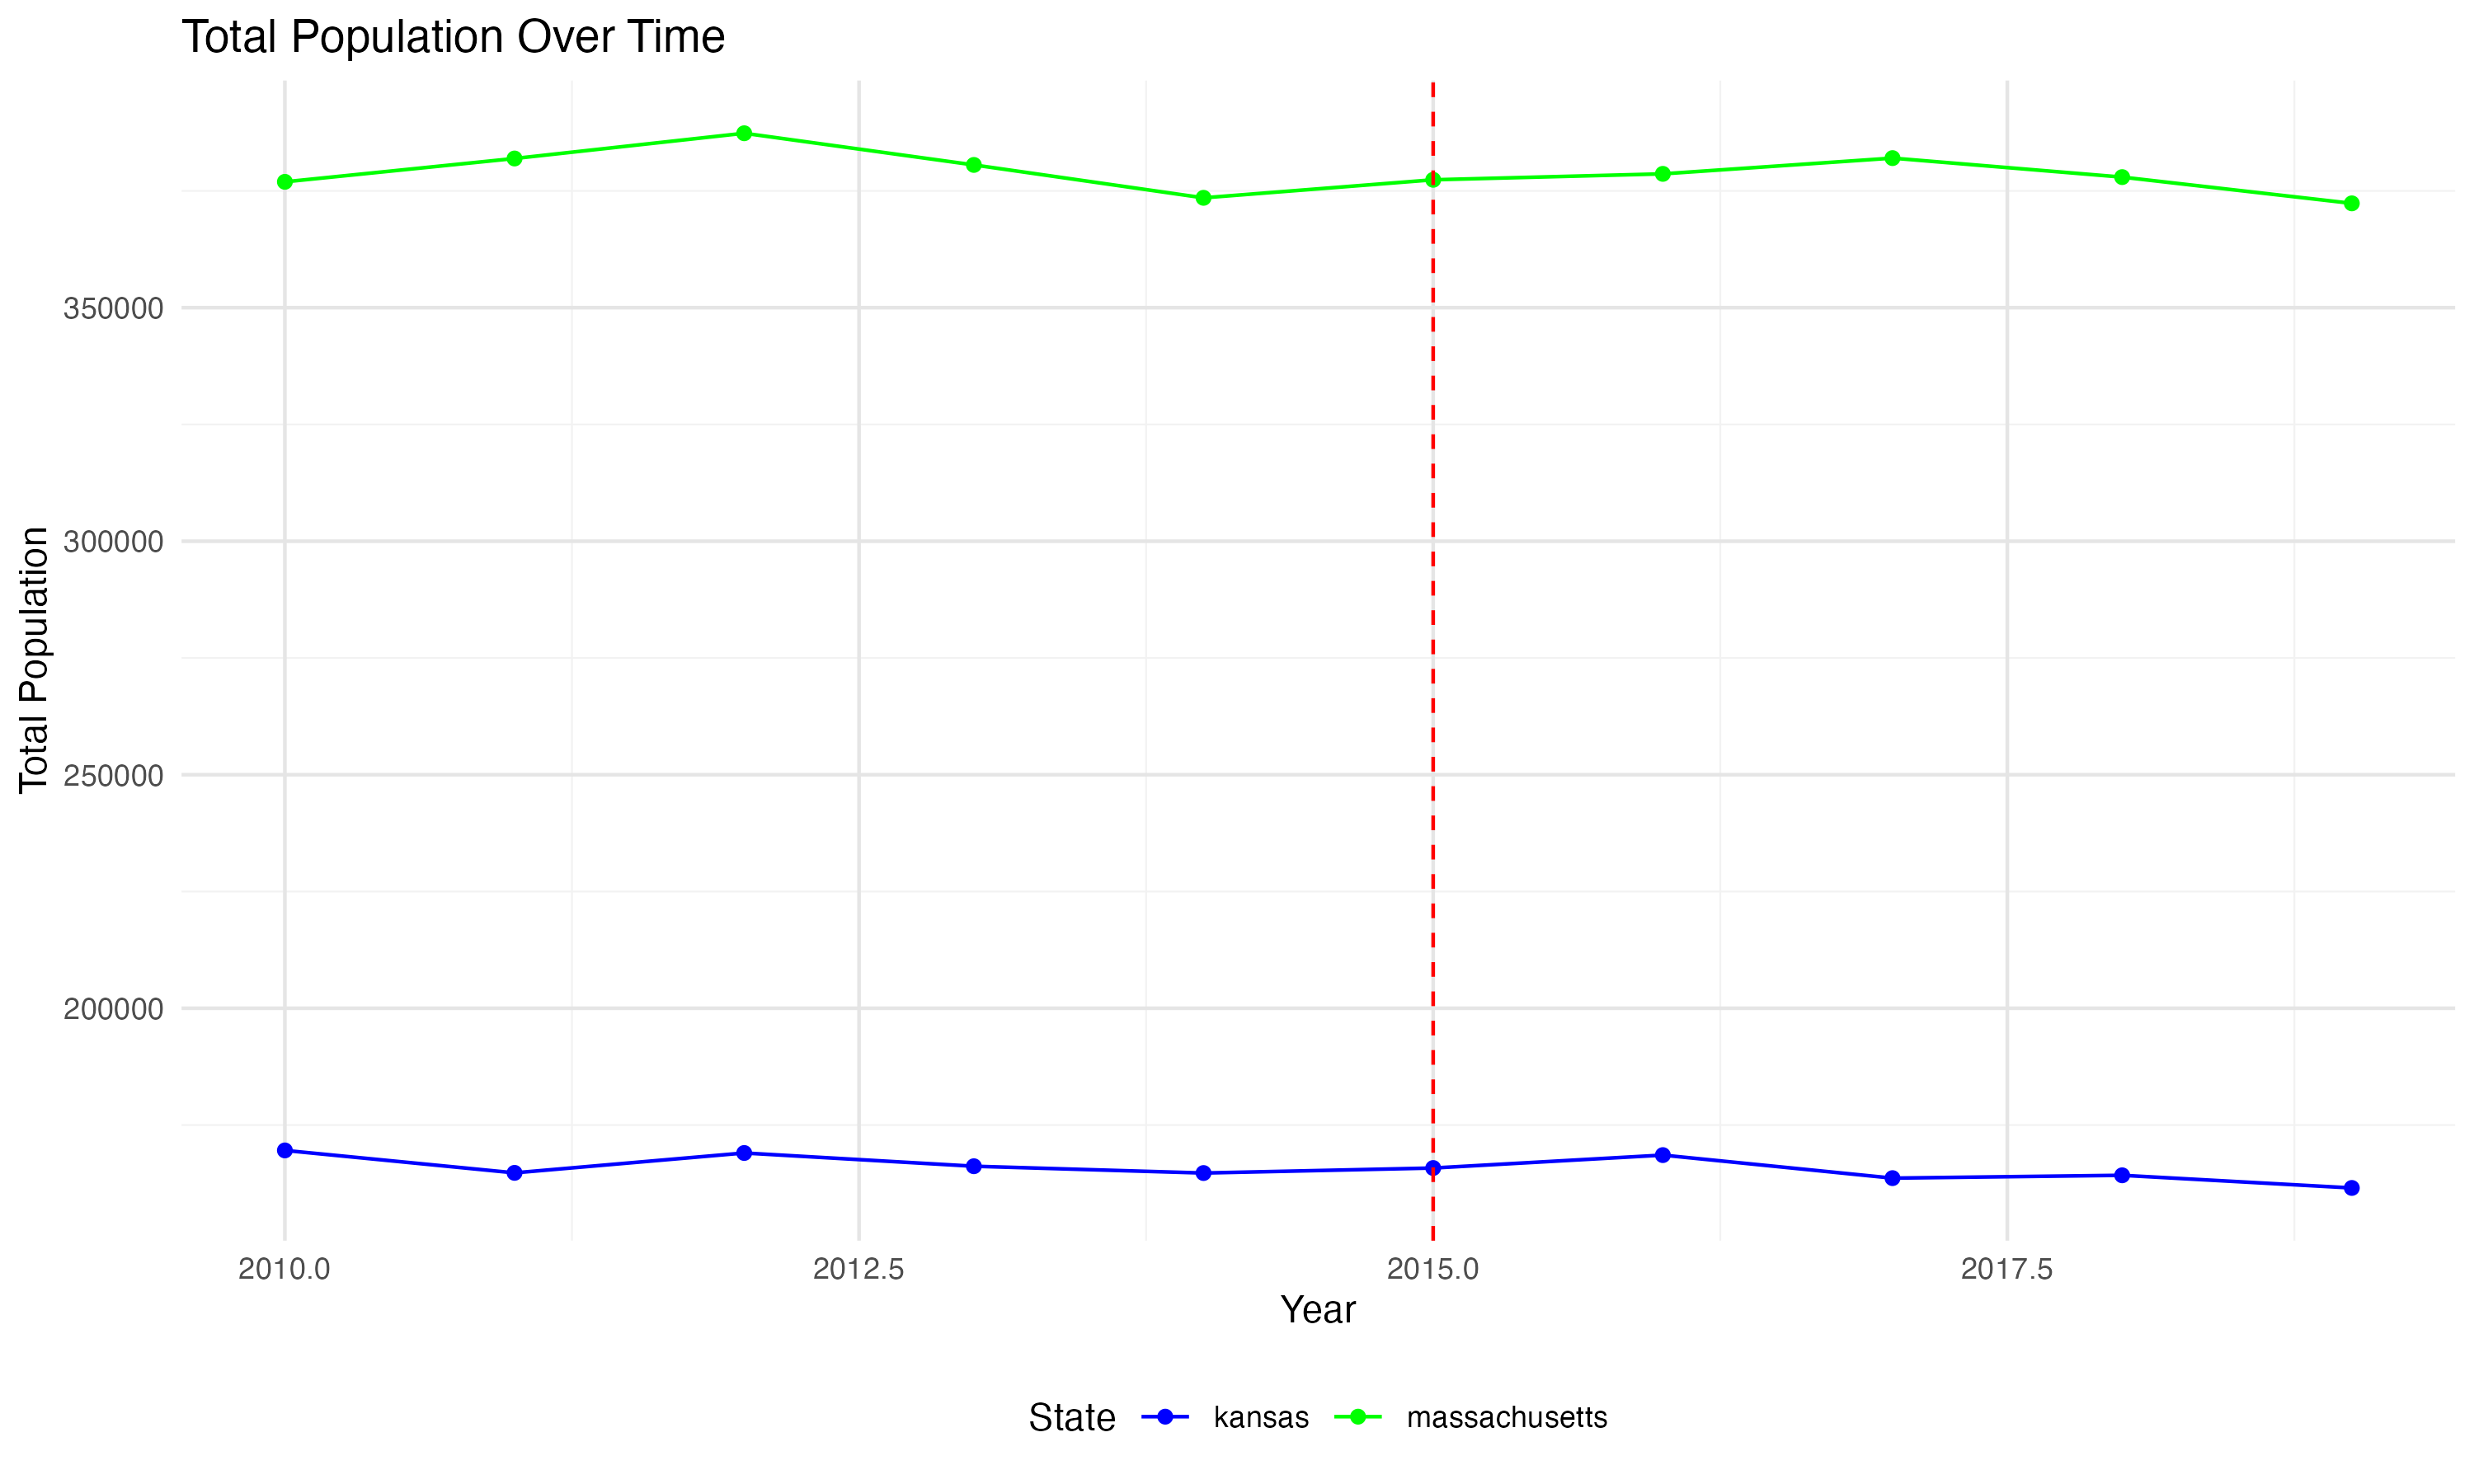 Total Population Over Time
Total Population
350000
300000
250000
200000
2010.0
2012.5
2015.0
2017.5
Year
State kansas massachusetts